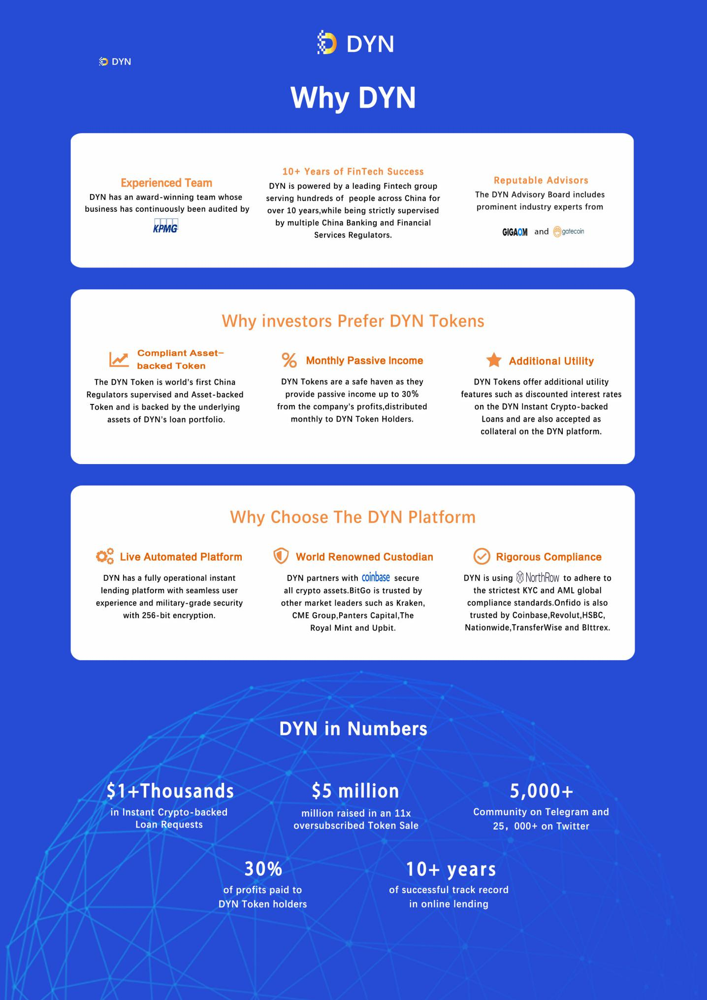 DYN
DYN
Why DYN
Experienced Team
DYN has an award-winning team whose
business has continuously been audited by
KPMG
10+ Years of FinTech Success
DYN is powered by a leading Fintech group
serving hundreds of people across China for
over 10 years,while being strictly supervised
by multiple China Banking and Financial
Services Regulators.
Reputable Advisors
The DYN Advisory Board includes
prominent industry experts from
GIGAOM and gatecoin
Why investors Prefer DYN Tokens
Compliant Asset-
backed Token
The DYN Token is world's first China
Regulators supervised and Asset-backed
Token and is backed by the underlying
assets of DYN's loan portfolio.
Monthly Passive Income
DYN Tokens are a safe haven as they
provide passive income up to 30%
from the company's profits,distributed
monthly to DYN Token Holders.
Additional Utility
DYN Tokens offer additional utility
features such as discounted interest rates
on the DYN Instant Crypto-backed
Loans and are also accepted as
collateral on the DYN platform.
Why Choose The DYN Platform
Live Automated Platform
DYN has a fully operational instant
lending platform with seamless user
experience and military-grade security
with 256-bit encryption.
World Renowned Custodian
DYN partners with coinbase secure
all crypto assets.BitGo is trusted by
other market leaders such as Kraken,
CME Group,Panters Capital,The
Royal Mint and Upbit.
Rigorous Compliance
DYN is using NorthRow to adhere to
the strictest KYC and AML global
compliance standards.Onfido is also
trusted by Coinbase,Revolut,HSBC,
Nationwide,TransferWise and BIttrex.
DYN in Numbers
$1+Thousands
in Instant Crypto-backed
Loan Requests
$5 million
million raised in an 11x
oversubscribed Token Sale
5,000+
Community on Telegram and
25，000+ on Twitter
30%
of profits paid to
DYN Token holders
10+ years
of successful track record
in online lending